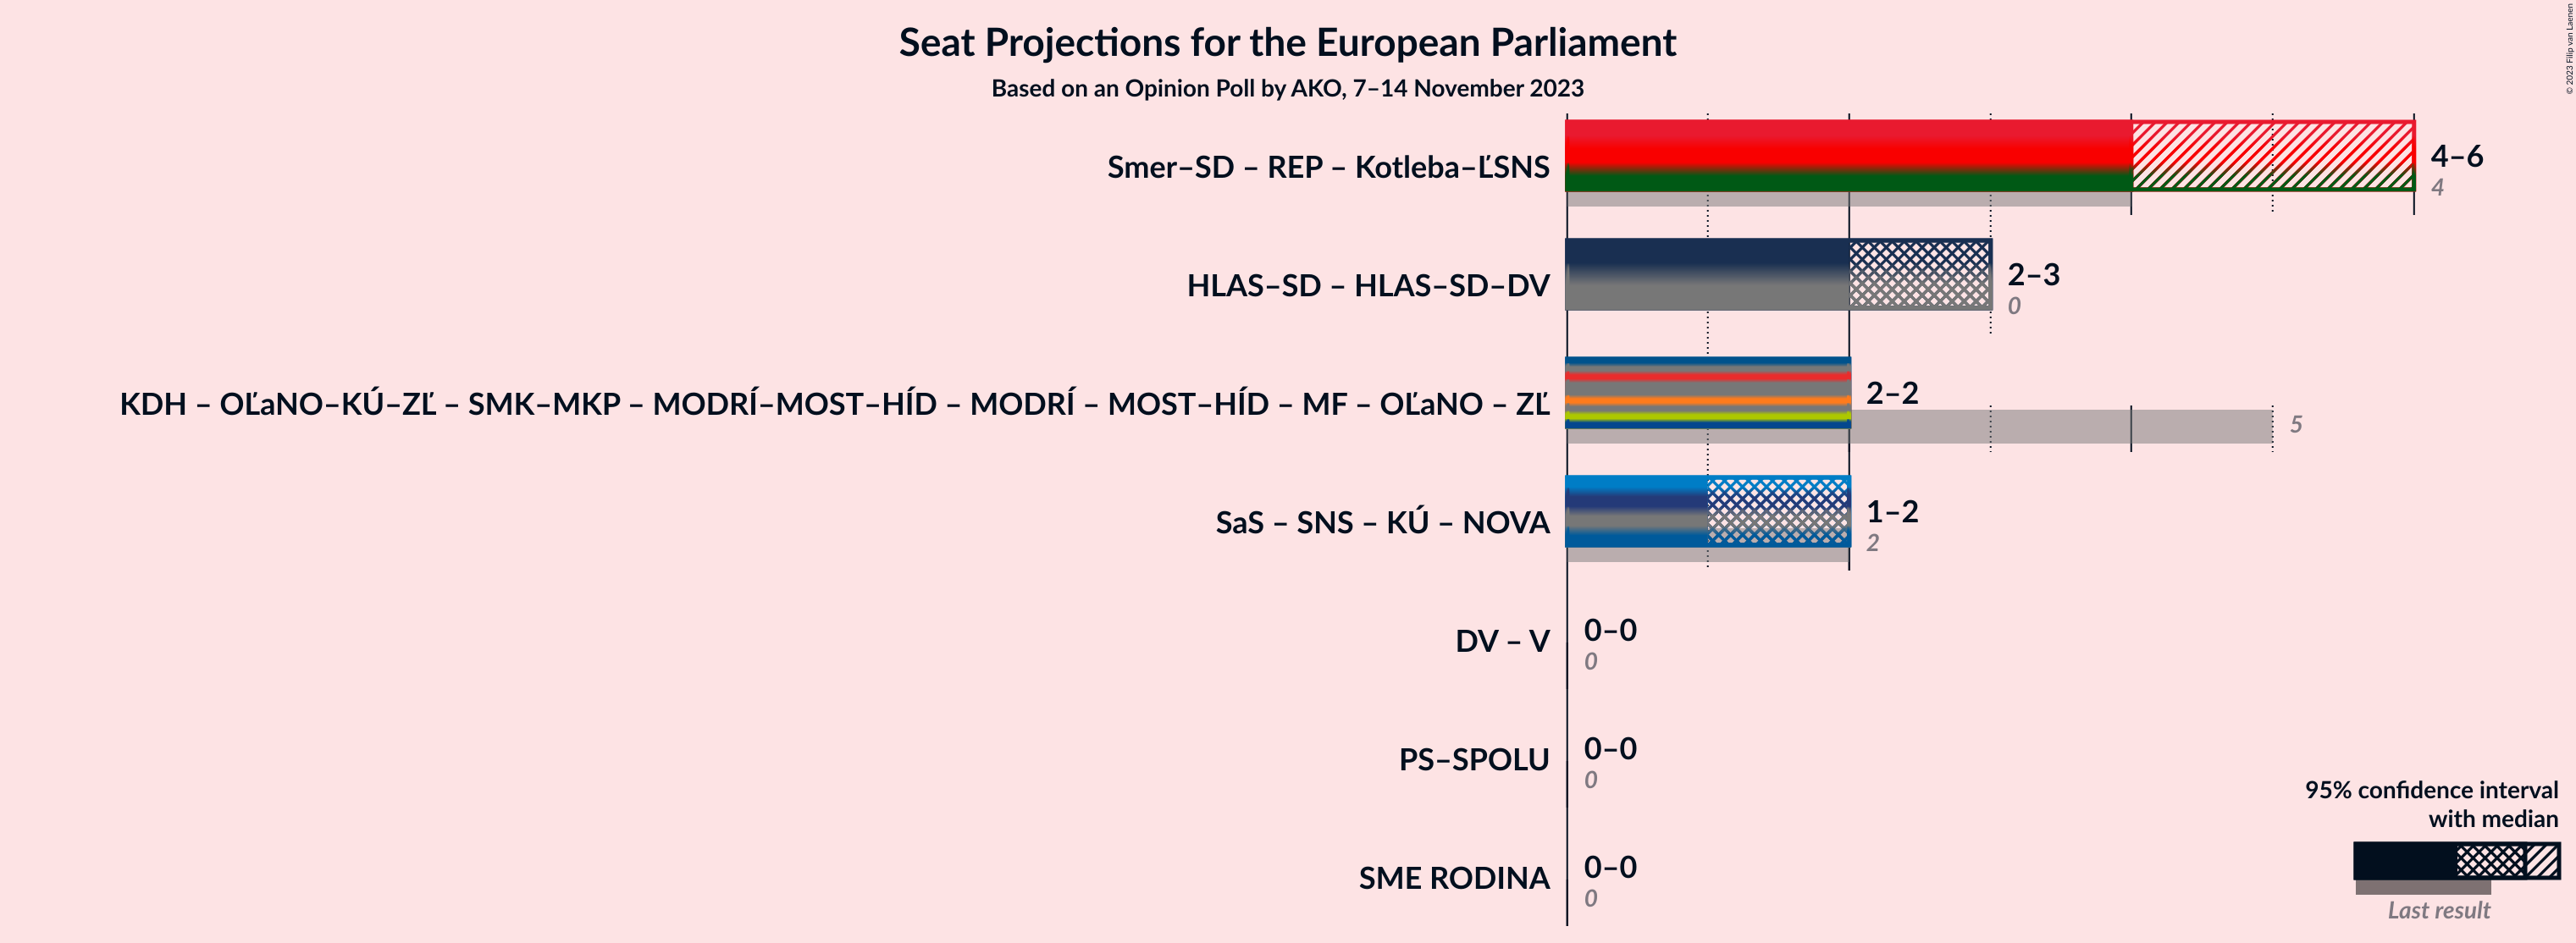 Seat Projections for the European Parliament
Based on an Opinion Poll by AKO, 7–14 November 2023
© 2023 Filip van Laenen
Smer–SD – REP – Kotleba–ĽSNS
4–6
4
HLAS–SD – HLAS–SD–DV
2–3
0
KDH – OĽaNO–KÚ–ZĽ – SMK–MKP – MODRÍ–MOST–HÍD – MODRÍ – MOST–HÍD – MF – OĽaNO – ZĽ
2–2
5
SaS – SNS – KÚ – NOVA
1–2
2
DV – V
0–0
0
PS–SPOLU
0–0
0
SME RODINA
0–0
0
95% confidence interval
with median
Last result